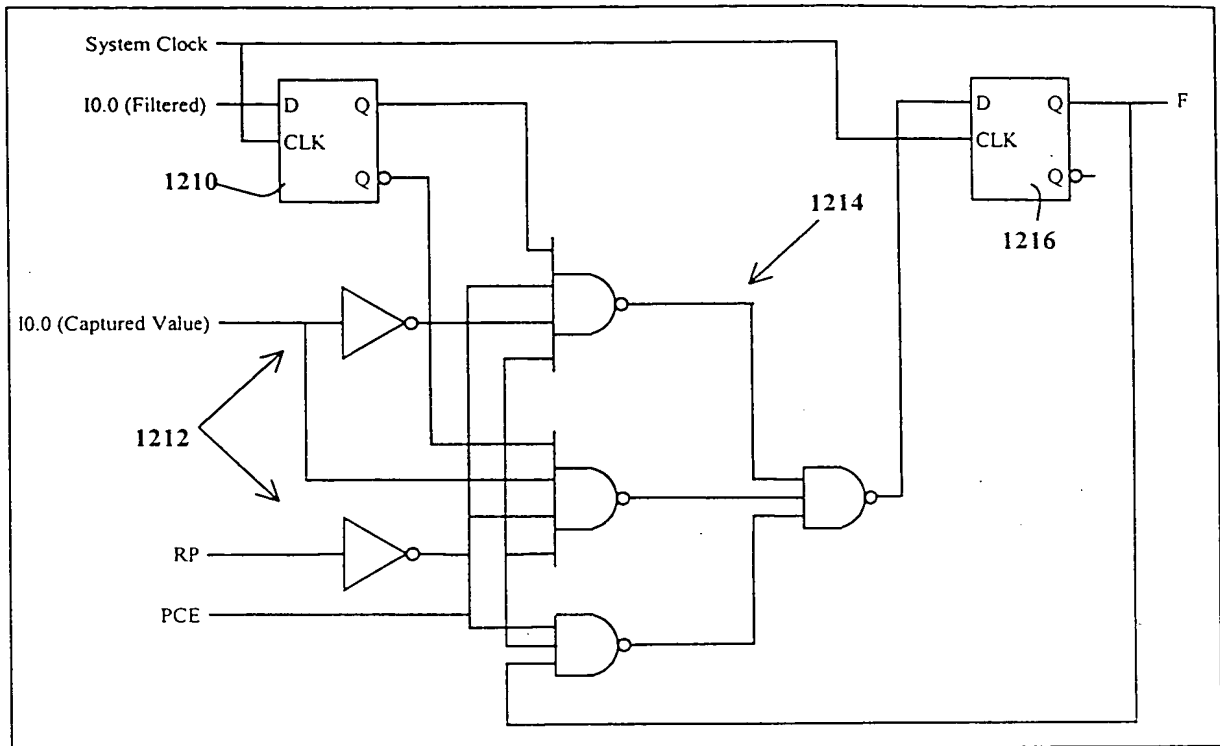 System Clock
I0.0 (Filtered)
D Q
CLK
Q
1210
D Q
F
CLK
Q
1216
1214
I0.0 (Captured Value)
1212
RP
PCE